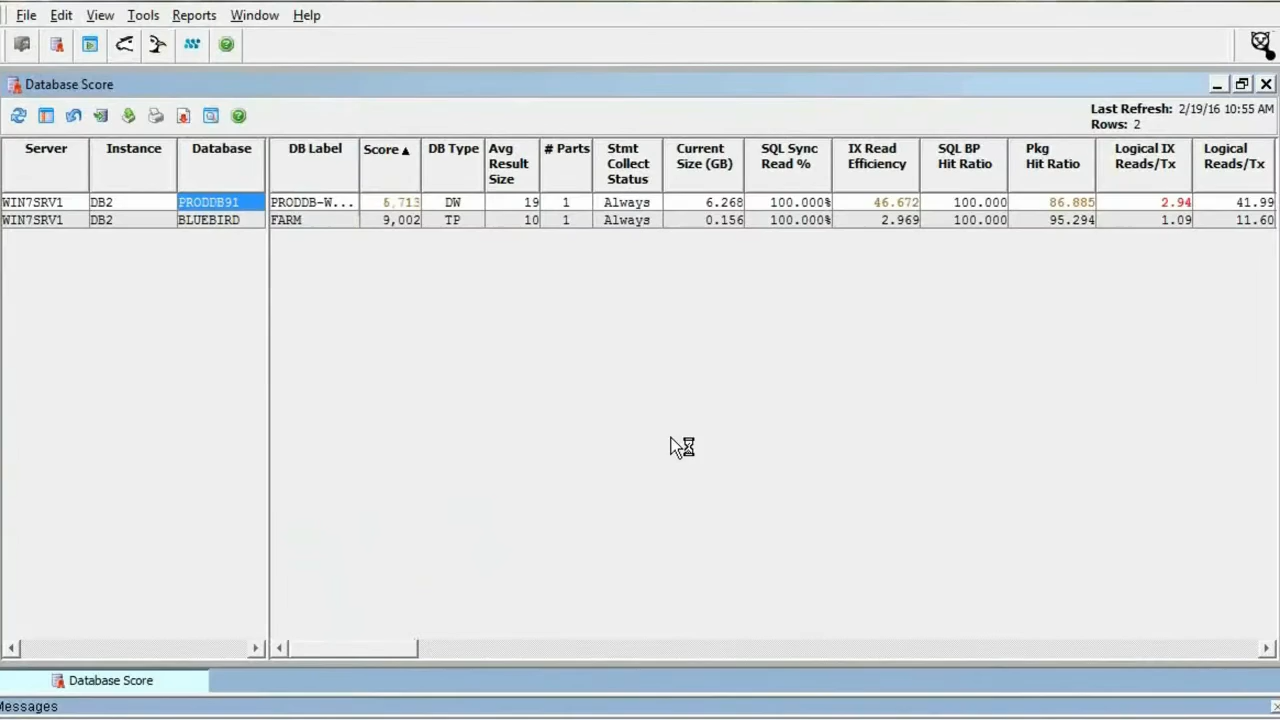 File Edit View Tools Reports Window Help
Database Score
Last Refresh: 2/19/16 10:55 AM
Rows: 2
Server Instance Database DB Label Score DB Type Avg Result Size # Parts Stmt Collect Status Current Size (GB) SQL Sync Read % IX Read Efficiency SQL BP Hit Ratio Pkg Hit Ratio Logical IX Reads/Tx Logical Reads/Tx
WIN7SRV1 DB2 PRODDB91 PRODDB-W... 6,713 DW 19 1 Always 6.268 100.000% 46.672 100.000 86.885 2.94 41.99
WIN7SRV1 DB2 BLUEBIRD FARM 9,002 TP 10 1 Always 0.156 100.000% 2.969 100.000 95.294 1.09 11.60
Database Score
Messages